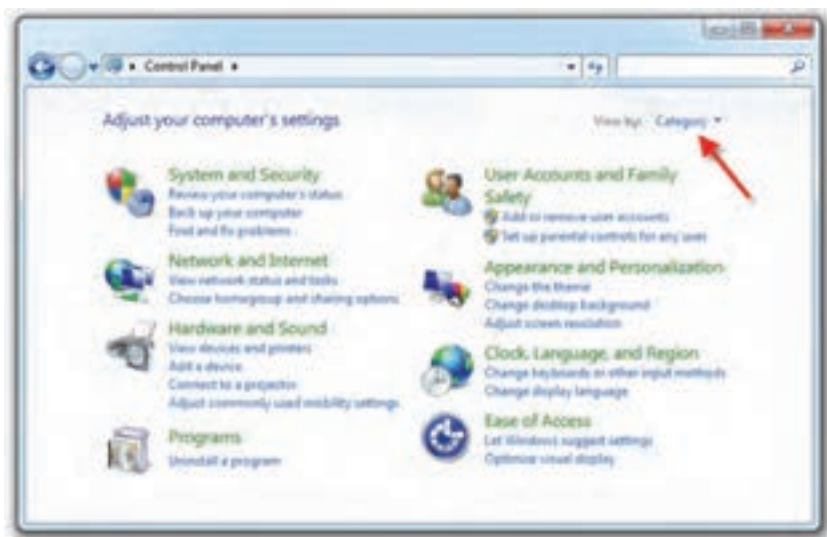 Control Panel
Adjust your computer's settings
View by: Category
System and Security
Review your computer's status
Back up your computer
Find and fix problems
Network and Internet
View network status and tasks
Choose homegroup and sharing options
Hardware and Sound
View devices and printers
Add a device
Connect to a projector
Adjust commonly used mobility settings
Programs
Uninstall a program
User Accounts and Family
Safety
Add or remove user accounts
Set up parental controls for any user
Appearance and Personalization
Change the theme
Change desktop background
Adjust screen resolution
Clock, Language, and Region
Change keyboards or other input methods
Change display language
Ease of Access
Let Windows suggest settings
Optimize visual display